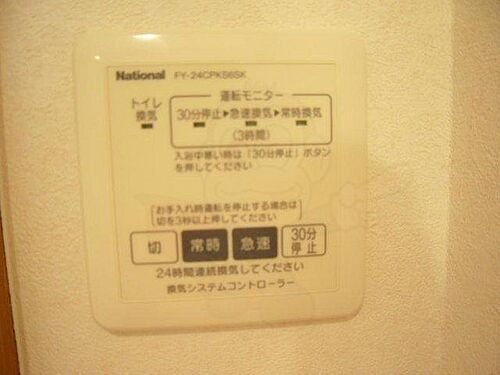 National FY-24CPKS6SK
トイレ換気
運転モニター
30分停止▶急速換気▶常時換気
(3時間)
入浴中寒い時は「30分停止」ボタン
を押してください
お手入れ時運転を停止する場合は
切を3秒以上押してください
切 常時 急速 30分停止
24時間連続換気してください
換気システムコントローラー